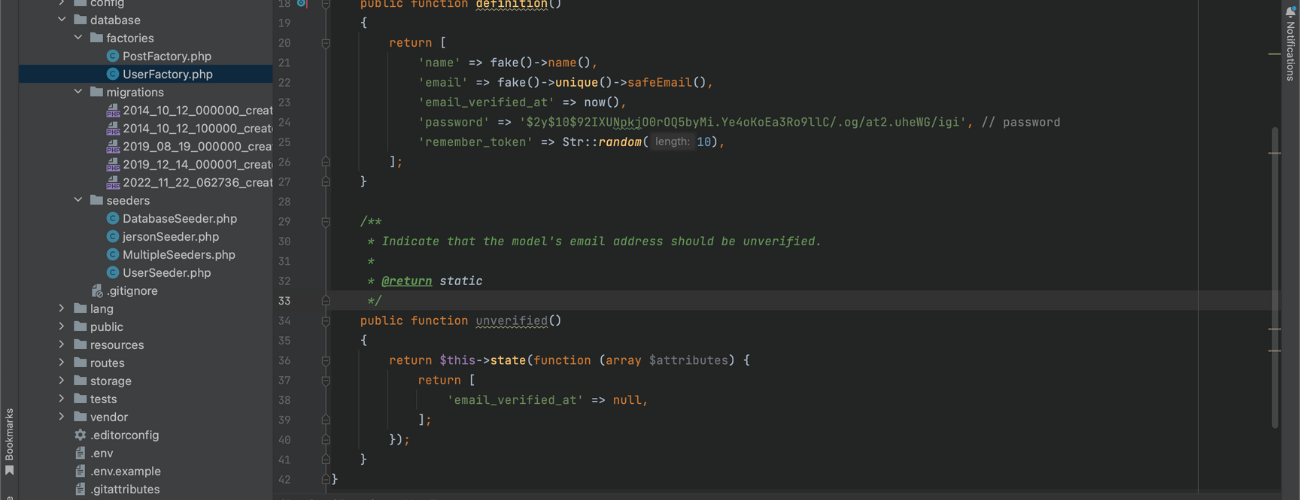 config
database
factories
PostFactory.php
UserFactory.php
migrations
2014_10_12_000000_creat
2014_10_12_100000_creat
2019_08_19_000000_creat
2019_12_14_000001_creat
2022_11_22_062736_creat
seeders
DatabaseSeeder.php
jersonSeeder.php
MultipleSeeders.php
UserSeeder.php
.gitignore
lang
public
resources
routes
storage
tests
vendor
.editorconfig
.env
.env.example
.gitattributes
Bookmarks
18 public function definition()
19 {
20 return [
21 'name' => fake()->name(),
22 'email' => fake()->unique()->safeEmail(),
23 'email_verified_at' => now(),
24 'password' => '$2y$10$92IXUNpkjO0rOQ5byMi.Ye4oKoEa3Ro9llC/.og/at2.uheWG/igi', // password
25 'remember_token' => Str::random( length: 10),
26 ];
27 }
28
29 /**
30 * Indicate that the model's email address should be unverified.
31 *
32 * @return static
33 */
34 public function unverified()
35 {
36 return $this->state(function (array $attributes) {
37 return [
38 'email_verified_at' => null,
39 ];
40 });
41 }
42 }
Notifications